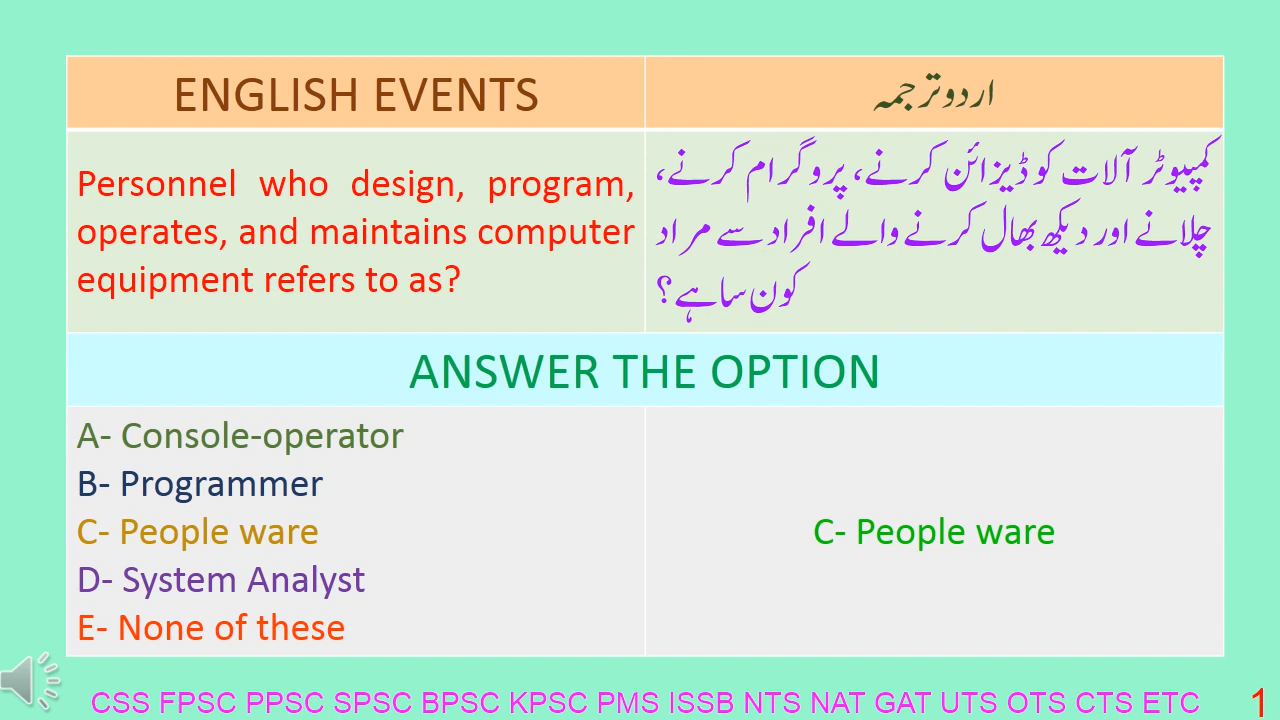 ENGLISH EVENTS
اردو ترجمہ
Personnel who design, program,
operates, and maintains computer
equipment refers to as?
کمپیوٹر آلات کو ڈیزائن کرنے، پروگرام کرنے،
چلانے اور دیکھ بھال کرنے والے افراد سے مراد
کون سا ہے؟
ANSWER THE OPTION
A- Console-operator
B- Programmer
C- People ware
D- System Analyst
E- None of these
C- People ware
CSS FPSC PPSC SPSC BPSC KPSC PMS ISSB NTS NAT GAT UTS OTS CTS ETC
1